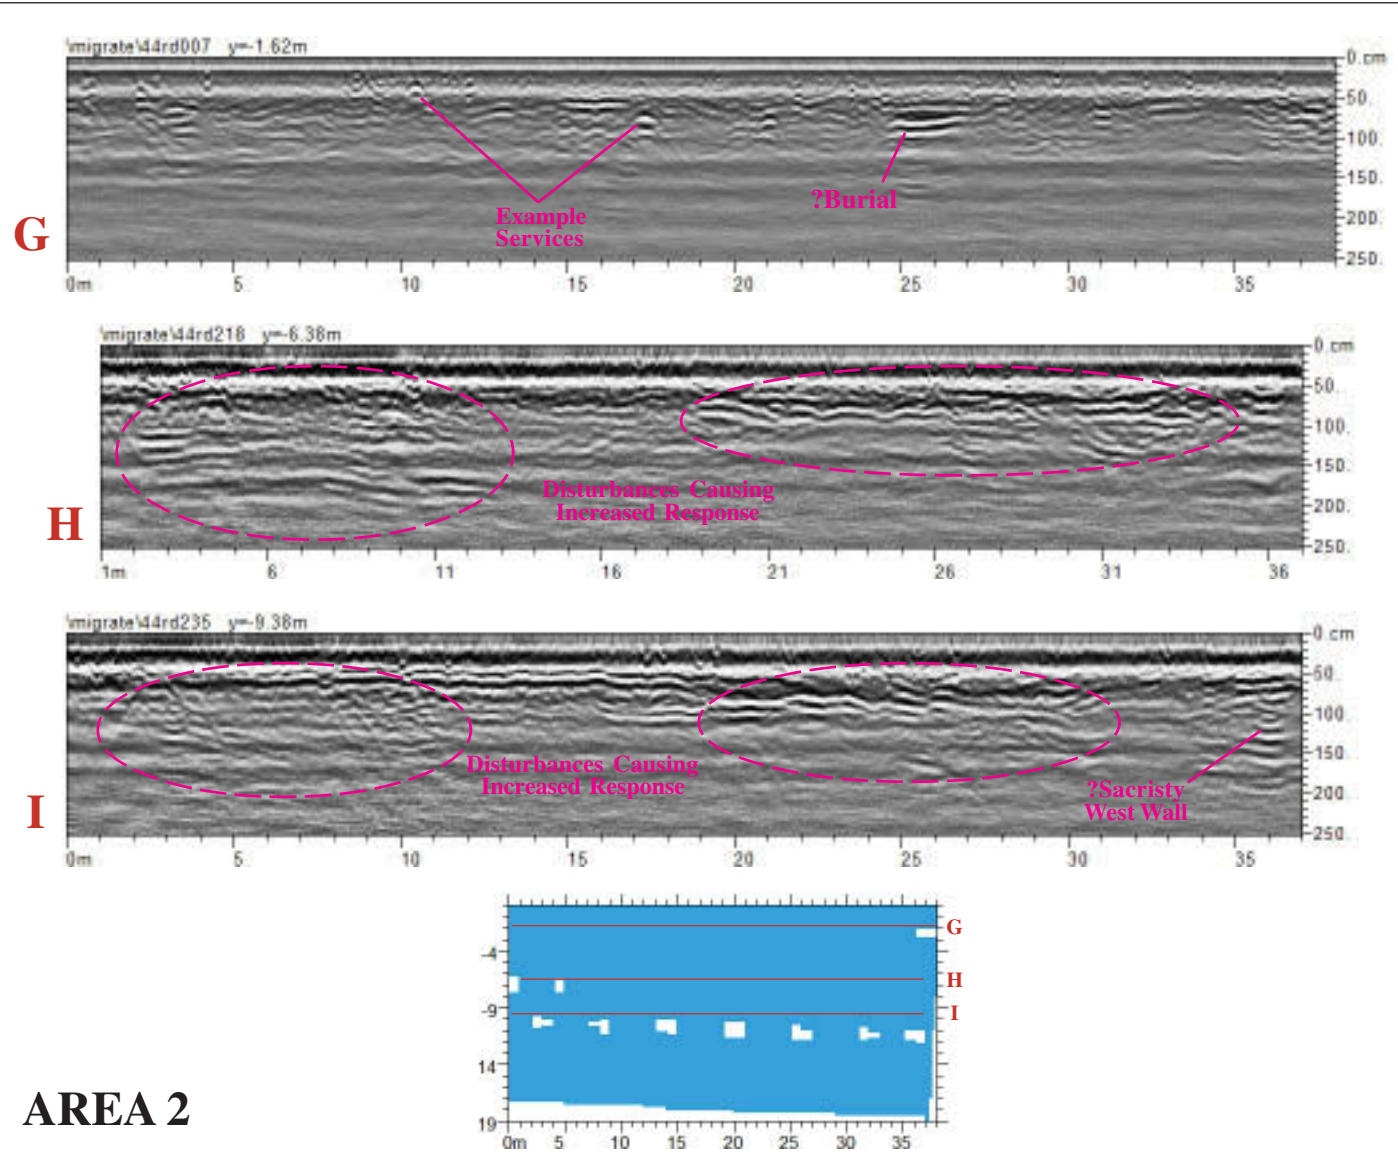 \migrate\44rd007 y=-1.62m
0.cm
50.
100.
150.
200.
250.
?Burial
Example
Services
G
0m 5 10 15 20 25 30 35
\migrate\44rd218 y=-6.38m
0.cm
50.
100.
150.
200.
250.
Disturbances Causing
Increased Response
H
1m 6 11 16 21 26 31 36
\migrate\44rd235 y=-9.38m
0.cm
50.
100.
150.
200.
250.
Disturbances Causing
Increased Response
?Sacristy
West Wall
I
0m 5 10 15 20 25 30 35
G
-4
H
-9
I
14
19
0m 5 10 15 20 25 30 35
AREA 2